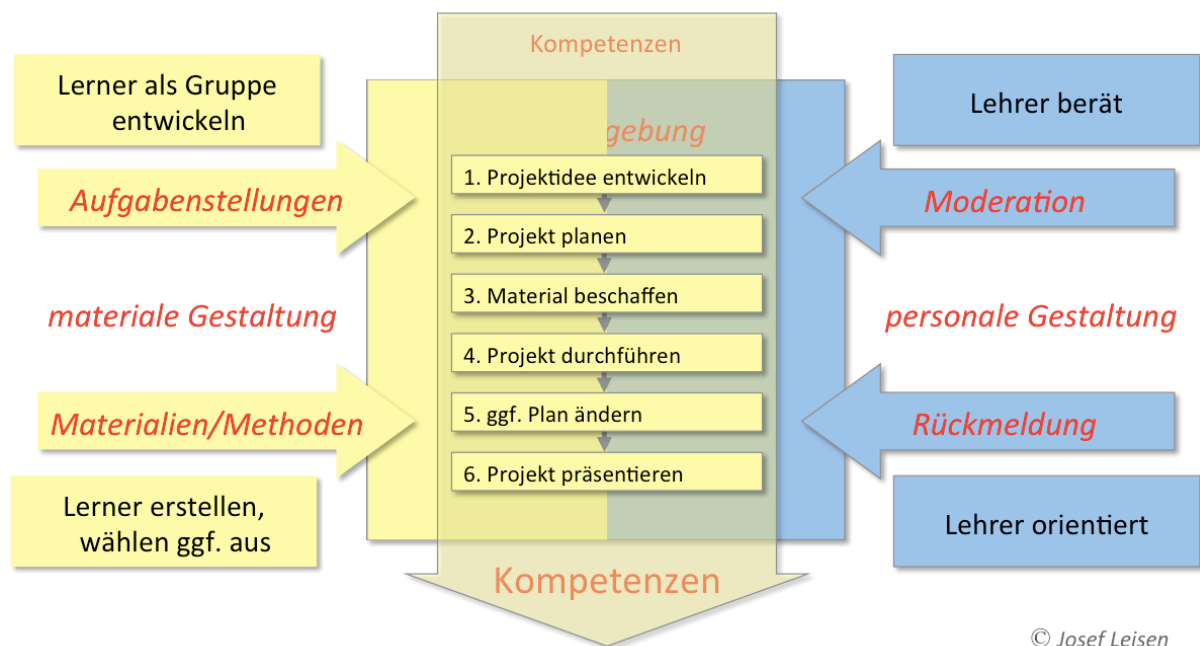 Kompetenzen
Lerner als Gruppe
entwickeln
Lehrer berät
gebung
1. Projektidee entwickeln
Aufgabenstellungen
Moderation
2. Projekt planen
3. Material beschaffen
materiale Gestaltung
personale Gestaltung
4. Projekt durchführen
5. ggf. Plan ändern
Materialien/Methoden
Rückmeldung
6. Projekt präsentieren
Lerner erstellen,
wählen ggf. aus
Lehrer orientiert
Kompetenzen
© Josef Leisen